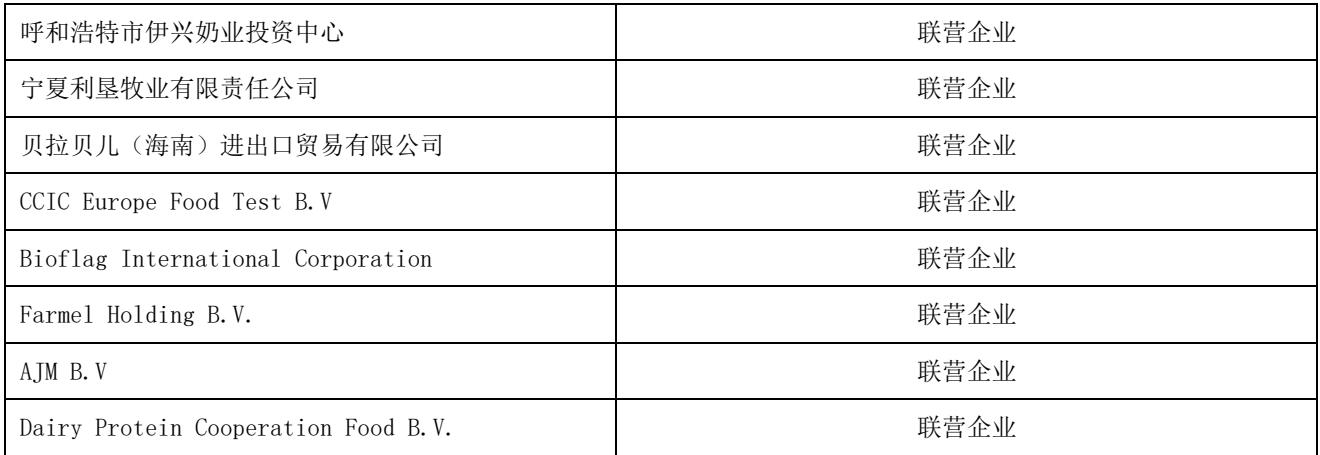 呼和浩特市伊兴奶业投资中心 联营企业
宁夏利垦牧业有限责任公司 联营企业
贝拉贝儿（海南）进出口贸易有限公司 联营企业
CCIC Europe Food Test B.V 联营企业
Bioflag International Corporation 联营企业
Farmel Holding B.V. 联营企业
AJM B.V 联营企业
Dairy Protein Cooperation Food B.V. 联营企业